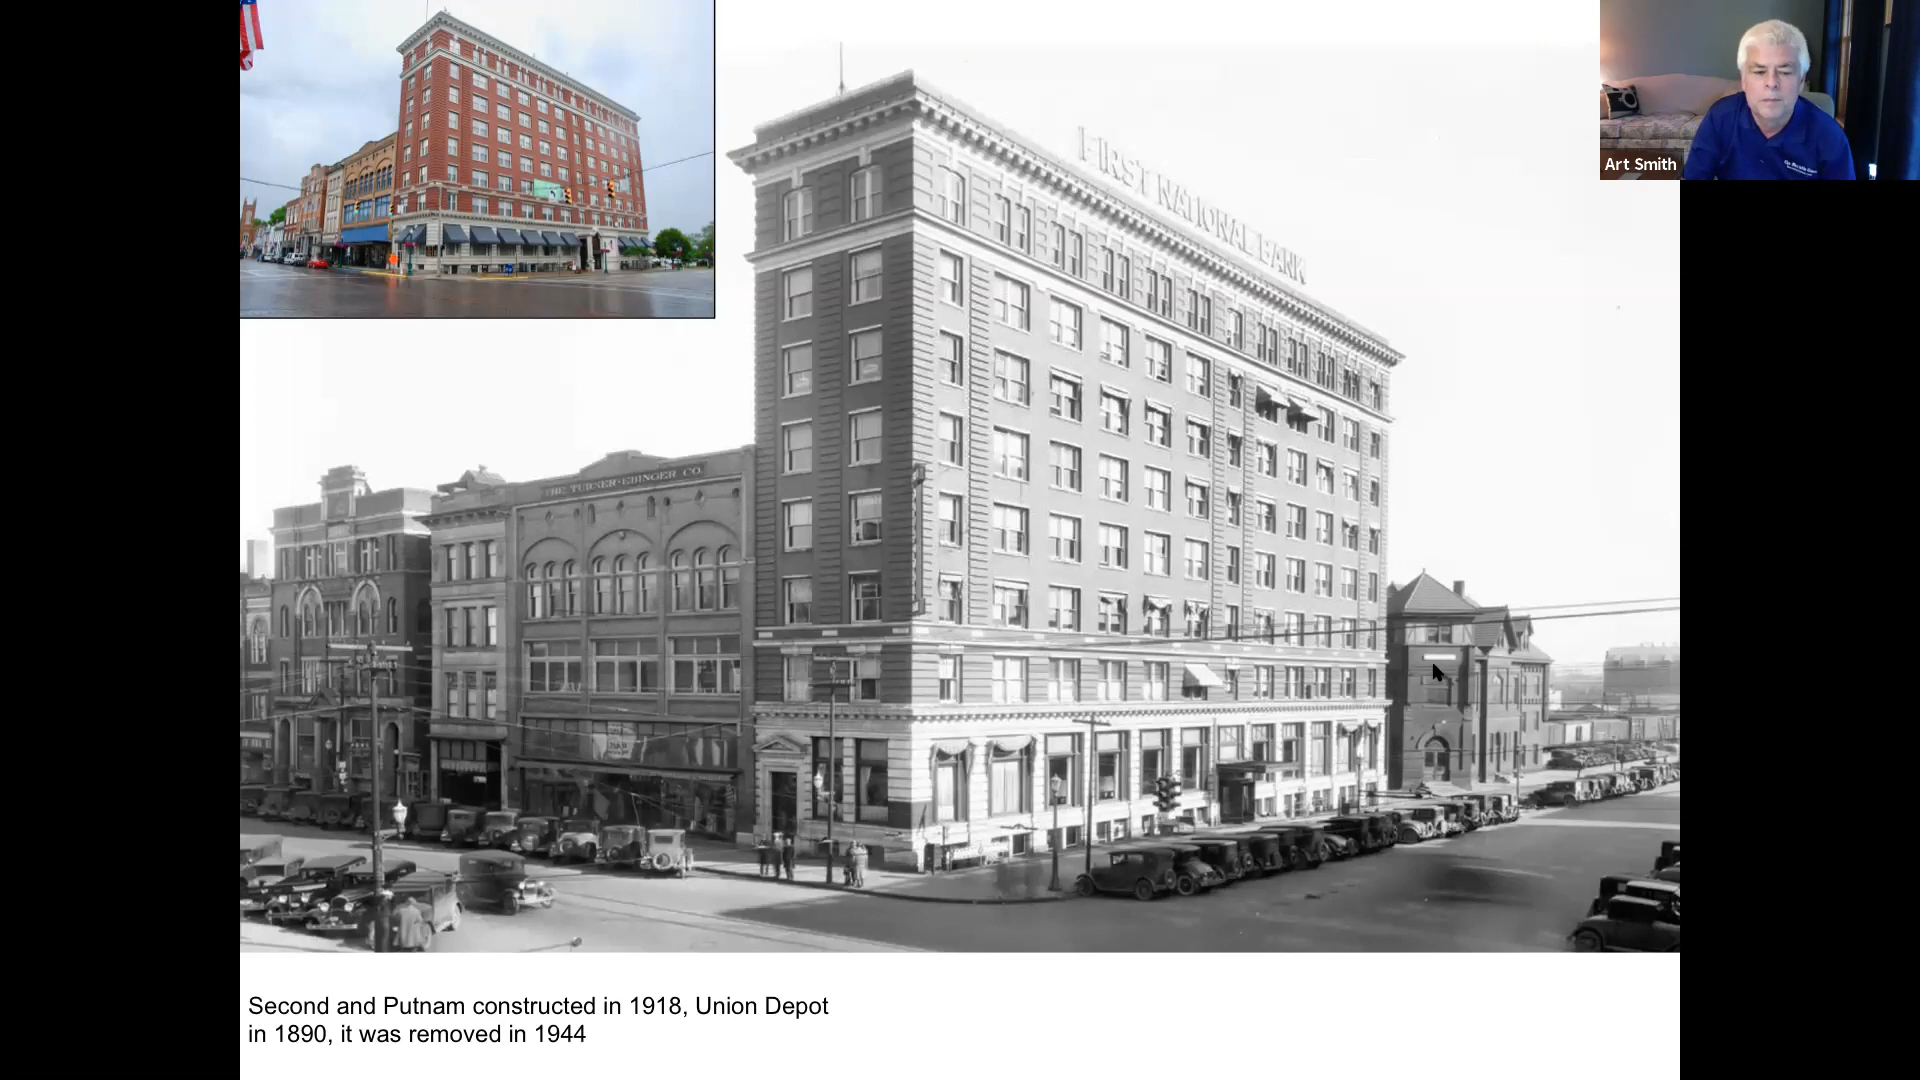 FIRST NATIONAL BANK
Art Smith
THE TURNER-EBINGER CO.
Second and Putnam constructed in 1918, Union Depot
in 1890, it was removed in 1944